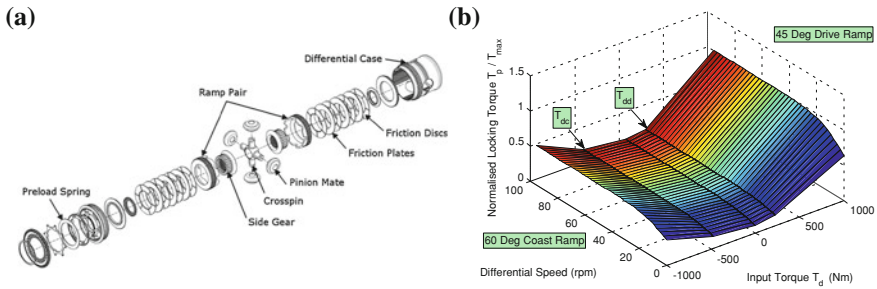 (a)
Differential Case
Ramp Pair
Friction Discs
Friction Plates
Pinion Mate
Crosspin
Side Gear
Preload Spring
(b)
45 Deg Drive Ramp
Normalised Locking Torque T_p / T_max
1.5
1
0.5
0
T_dd
T_dc
100
80
60
40
20
0
60 Deg Coast Ramp
Differential Speed (rpm)
-1000
-500
0
500
1000
Input Torque T_d (Nm)